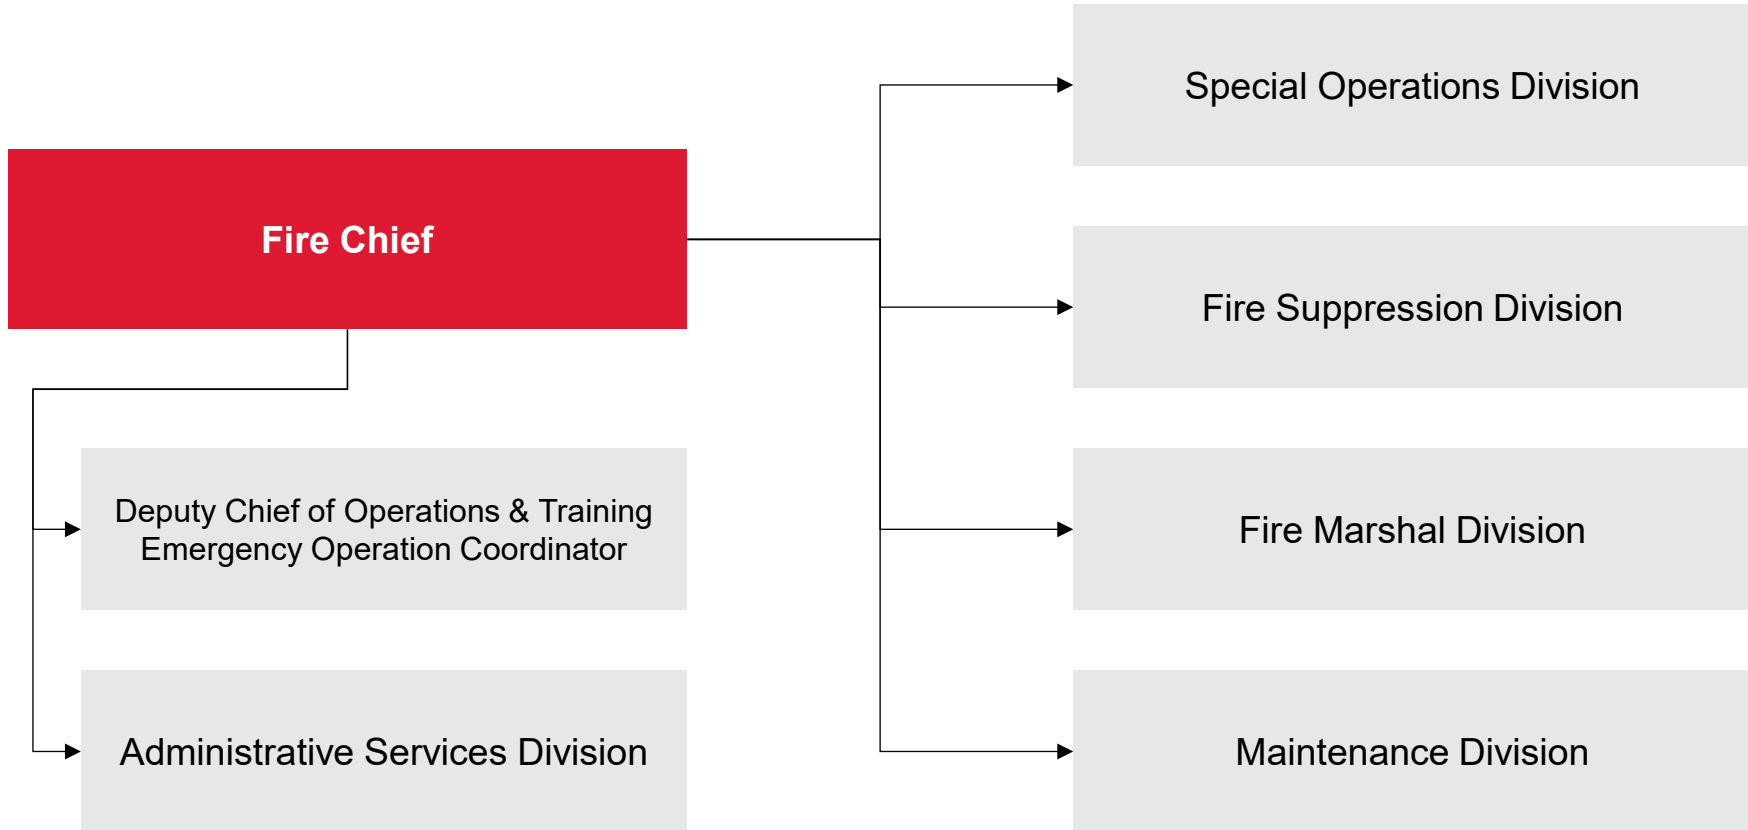 Fire Chief
Deputy Chief of Operations & Training
Emergency Operation Coordinator
Administrative Services Division
Special Operations Division
Fire Suppression Division
Fire Marshal Division
Maintenance Division